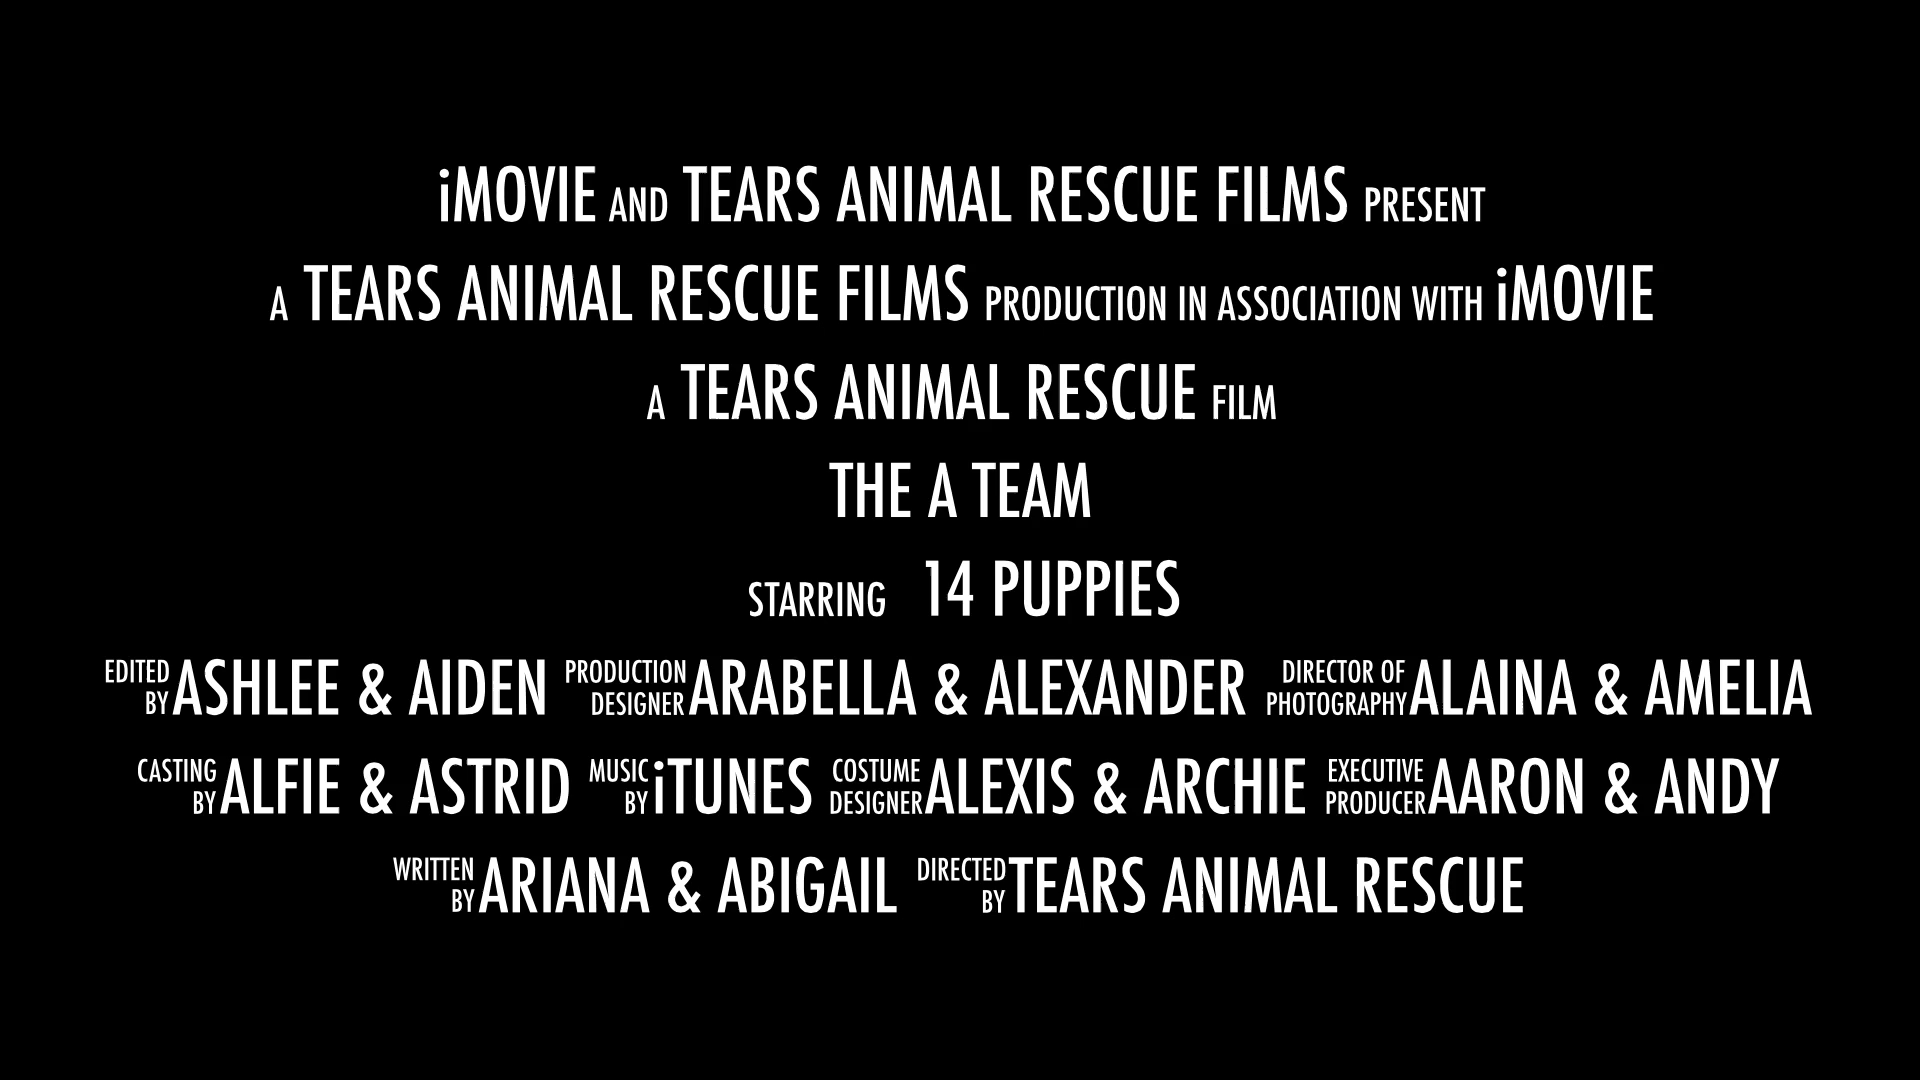 iMOVIE AND TEARS ANIMAL RESCUE FILMS PRESENT
A TEARS ANIMAL RESCUE FILMS PRODUCTION IN ASSOCIATION WITH iMOVIE
A TEARS ANIMAL RESCUE FILM
THE A TEAM
STARRING 14 PUPPIES
EDITED BY ASHLEE & AIDEN PRODUCTION DESIGNER ARABELLA & ALEXANDER DIRECTOR OF PHOTOGRAPHY ALAINA & AMELIA
CASTING BY ALFIE & ASTRID MUSIC BY iTUNES COSTUME DESIGNER ALEXIS & ARCHIE EXECUTIVE PRODUCER AARON & ANDY
WRITTEN BY ARIANA & ABIGAIL DIRECTED BY TEARS ANIMAL RESCUE